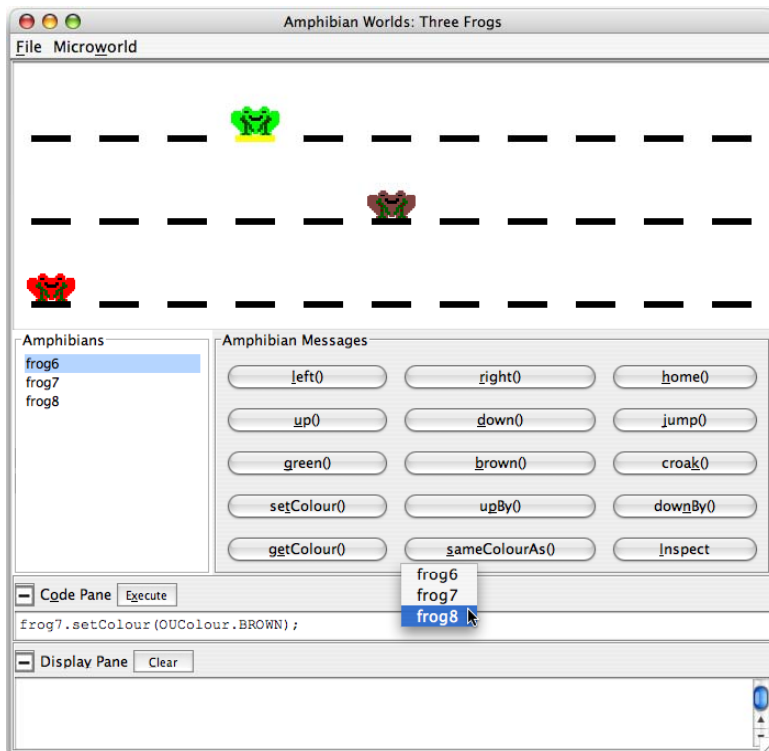 Amphibian Worlds: Three Frogs
File Microworld
Amphibians
frog6
frog7
frog8
Amphibian Messages
left() right() home()
up() down() jump()
green() brown() croak()
setColour() upBy() downBy()
getColour() sameColourAs() Inspect
frog6
frog7
frog8
Code Pane Execute
frog7.setColour(OUColour.BROWN);
Display Pane Clear